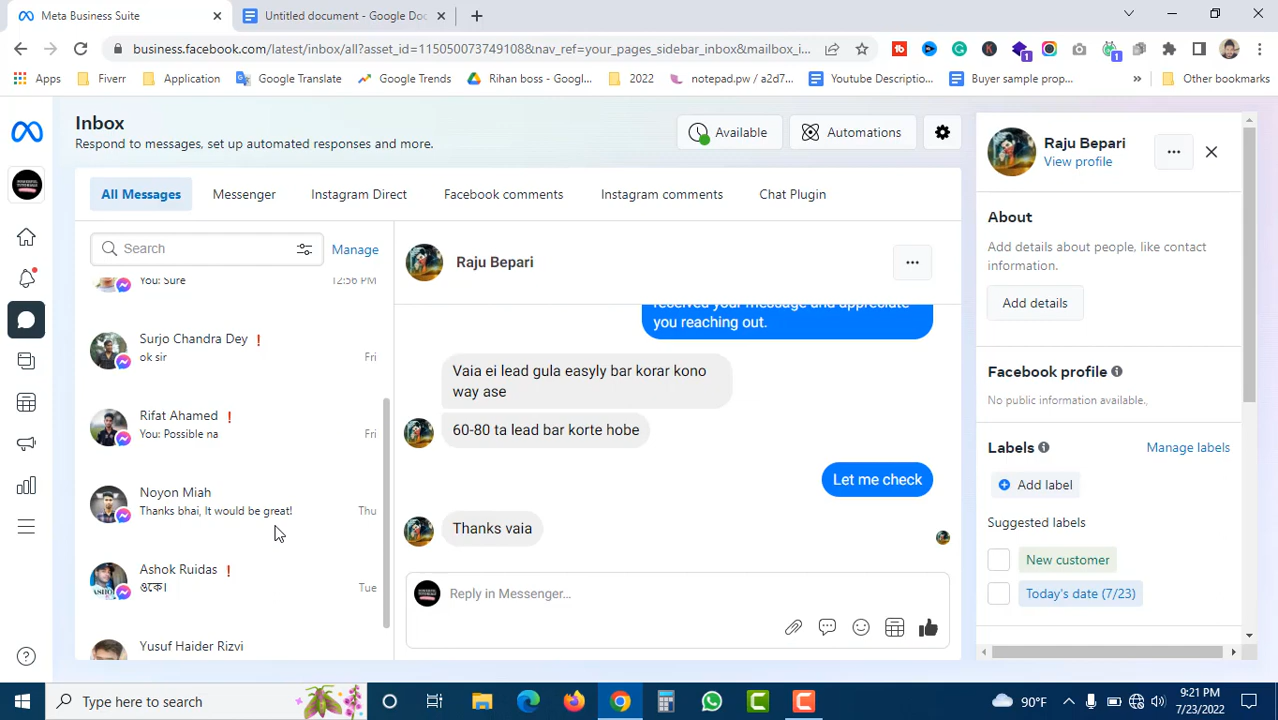 Meta Business Suite
Untitled document - Google Doc
business.facebook.com/latest/inbox/all?asset_id=115050073749108&nav_ref=your_pages_sidebar_inbox&mailbox_i...
Apps
Fiverr
Application
Google Translate
Google Trends
Rihan boss - Googl...
2022
notepad.pw / a2d7...
Youtube Descriptio...
Buyer sample prop...
»
Other bookmarks
Inbox
Respond to messages, set up automated responses and more.
Available
Automations
All Messages
Messenger
Instagram Direct
Facebook comments
Instagram comments
Chat Plugin
Search
Manage
You: Sure
12:56 PM
Surjo Chandra Dey
ok sir
Fri
Rifat Ahamed
You: Possible na
Fri
Noyon Miah
Thanks bhai, It would be great!
Thu
Ashok Ruidas
ওকে।
Tue
Yusuf Haider Rizvi
Raju Bepari
received your message and appreciate
you reaching out.
Vaia ei lead gula easyly bar korar kono
way ase
60-80 ta lead bar korte hobe
Let me check
Thanks vaia
Reply in Messenger...
Raju Bepari
View profile
About
Add details about people, like contact
information.
Add details
Facebook profile
No public information available.,
Labels
Manage labels
Add label
Suggested labels
New customer
Today's date (7/23)
Type here to search
90°F
9:21 PM
7/23/2022